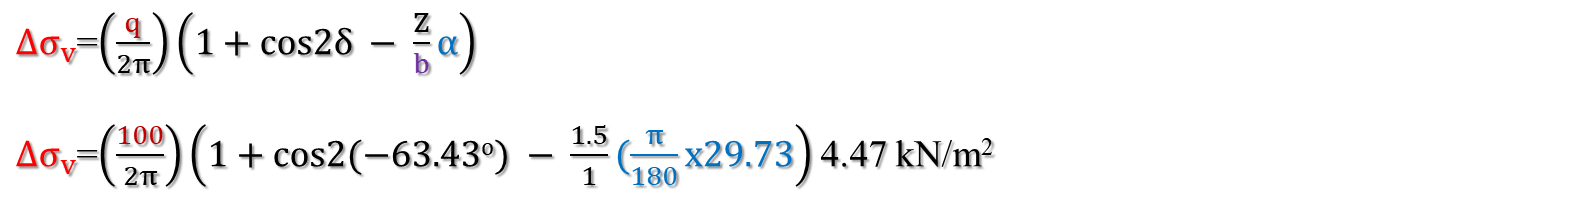 Δσv=(q/2π)(1 + cos2δ − z/b α)
Δσv=(100/2π)(1 + cos2(−63.43º) − 1.5/1 (π/180 x29.73) 4.47 kN/m²